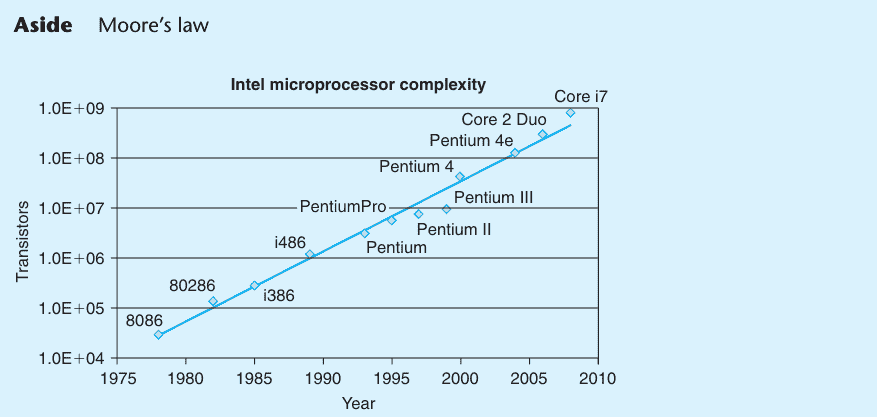 Aside Moore's law
Intel microprocessor complexity
Core i7
1.0E+09
Core 2 Duo
Pentium 4e
1.0E+08
Pentium 4
Pentium III
1.0E+07
PentiumPro
Pentium II
i486
Pentium
1.0E+06
80286
i386
1.0E+05
8086
1.0E+04
Transistors
1975 1980 1985 1990 1995 2000 2005 2010
Year